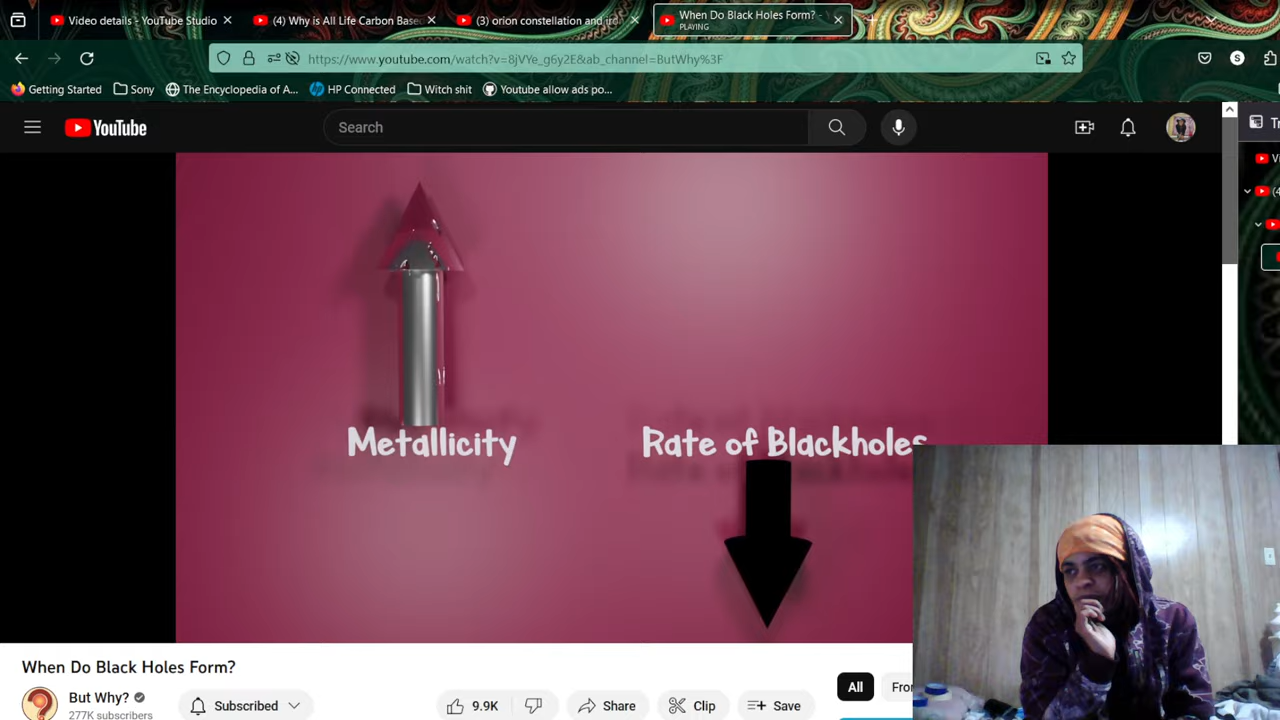 Video details - YouTube Studio
(4) Why is All Life Carbon Base
(3) orion constellation and iro
When Do Black Holes Form? -
PLAYING
https://www.youtube.com/watch?v=8jVYe_g6y2E&ab_channel=ButWhy%3F
S
Getting Started
Sony
The Encyclopedia of A...
HP Connected
Witch shit
Youtube allow ads po...
YouTube
Search
Metallicity
Rate of Blackholes
When Do Black Holes Form?
But Why?
277K subscribers
Subscribed
9.9K
Share
Clip
Save
All